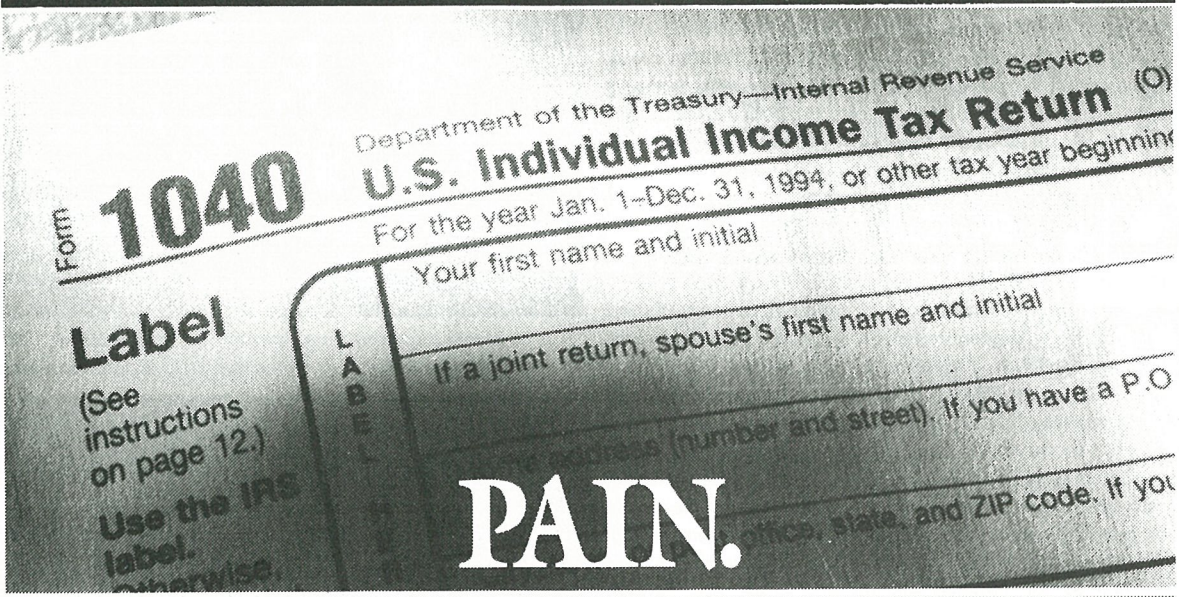 Department of the Treasury—Internal Revenue Service
Form 1040 U.S. Individual Income Tax Return (O)
For the year Jan. 1–Dec. 31, 1994, or other tax year beginning
Label
(See
instructions
on page 12.)
Use the IRS
label.
Otherwise,
L
A
B
E
L
Your first name and initial
If a joint return, spouse's first name and initial
address (number and street). If you have a P.O
office, state, and ZIP code. If you
PAIN.